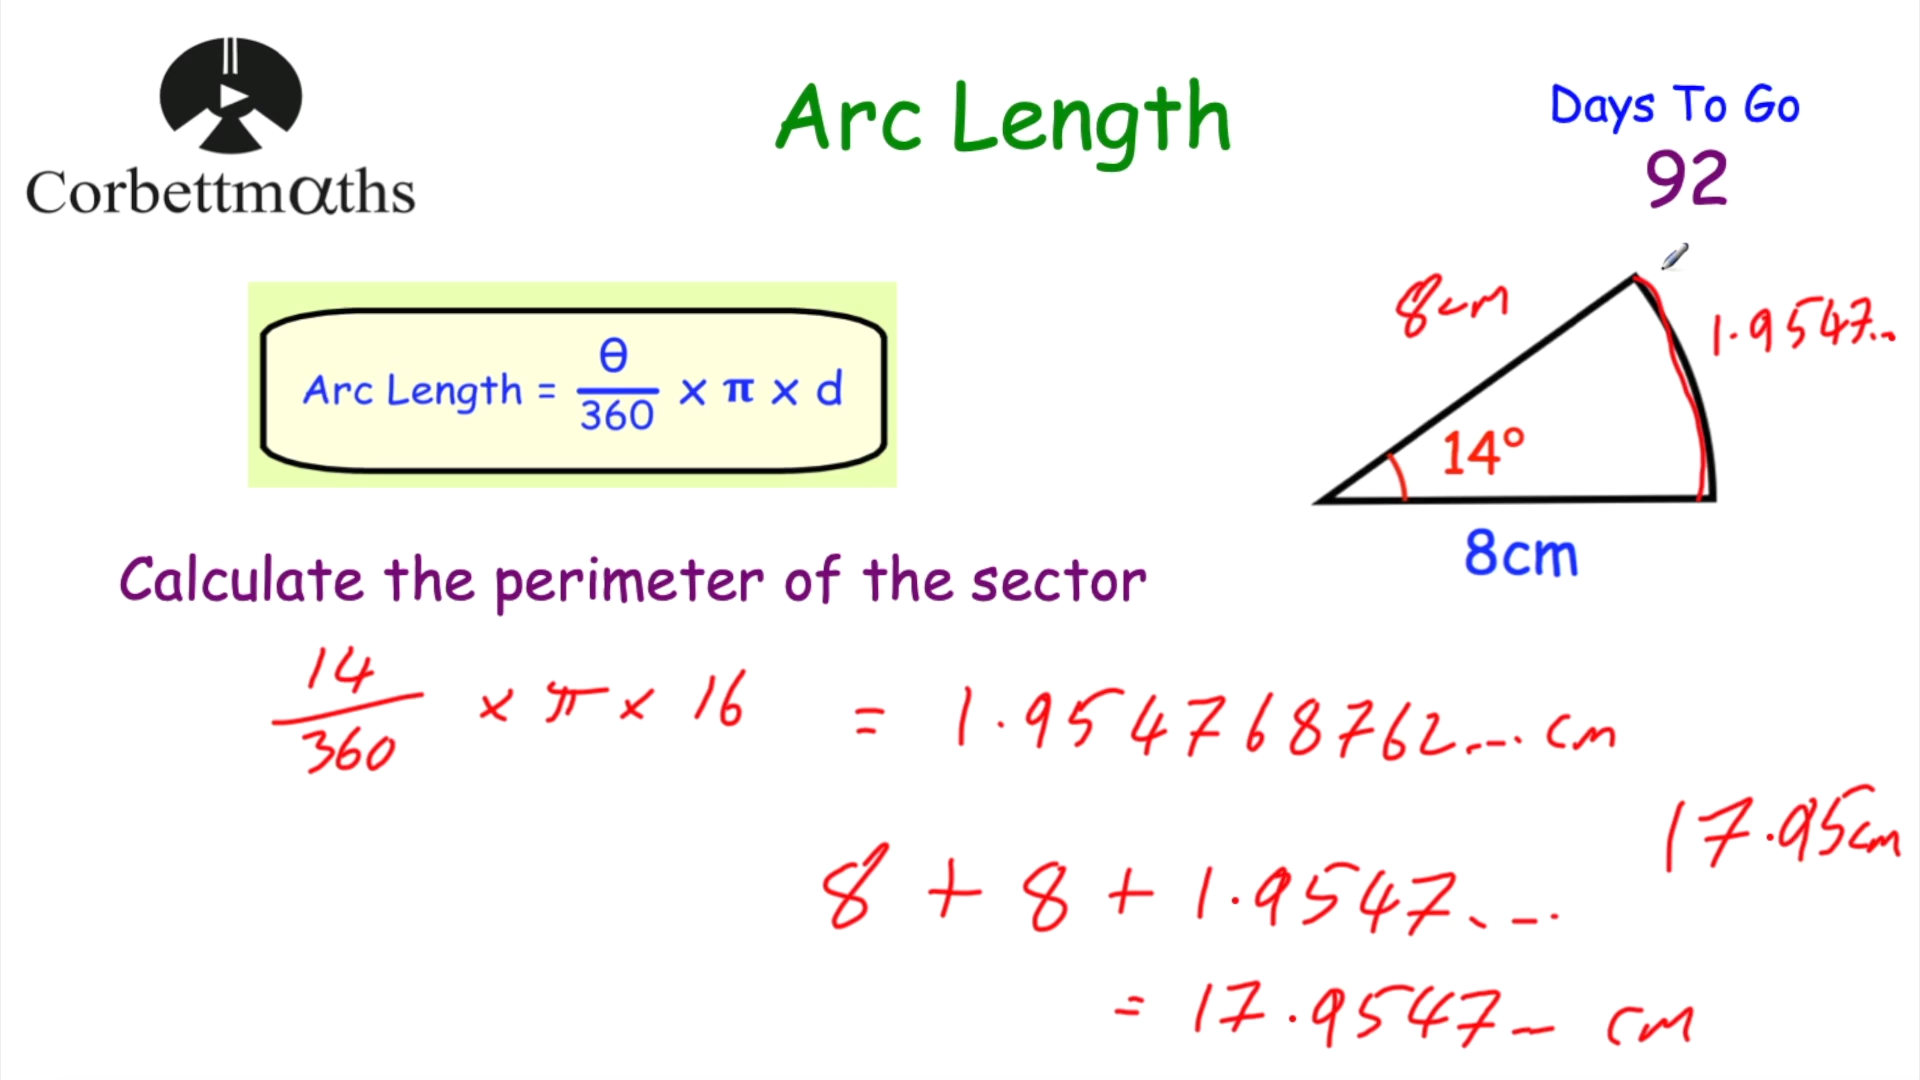 Corbettmαths
Arc Length
Days To Go
92
Arc Length = θ/360 × π × d
8cm
1.9547...
14°
8cm
Calculate the perimeter of the sector
14/360 × π × 16 = 1.954768762.... cm
17.95cm
8 + 8 + 1.9547...
= 17.9547... cm